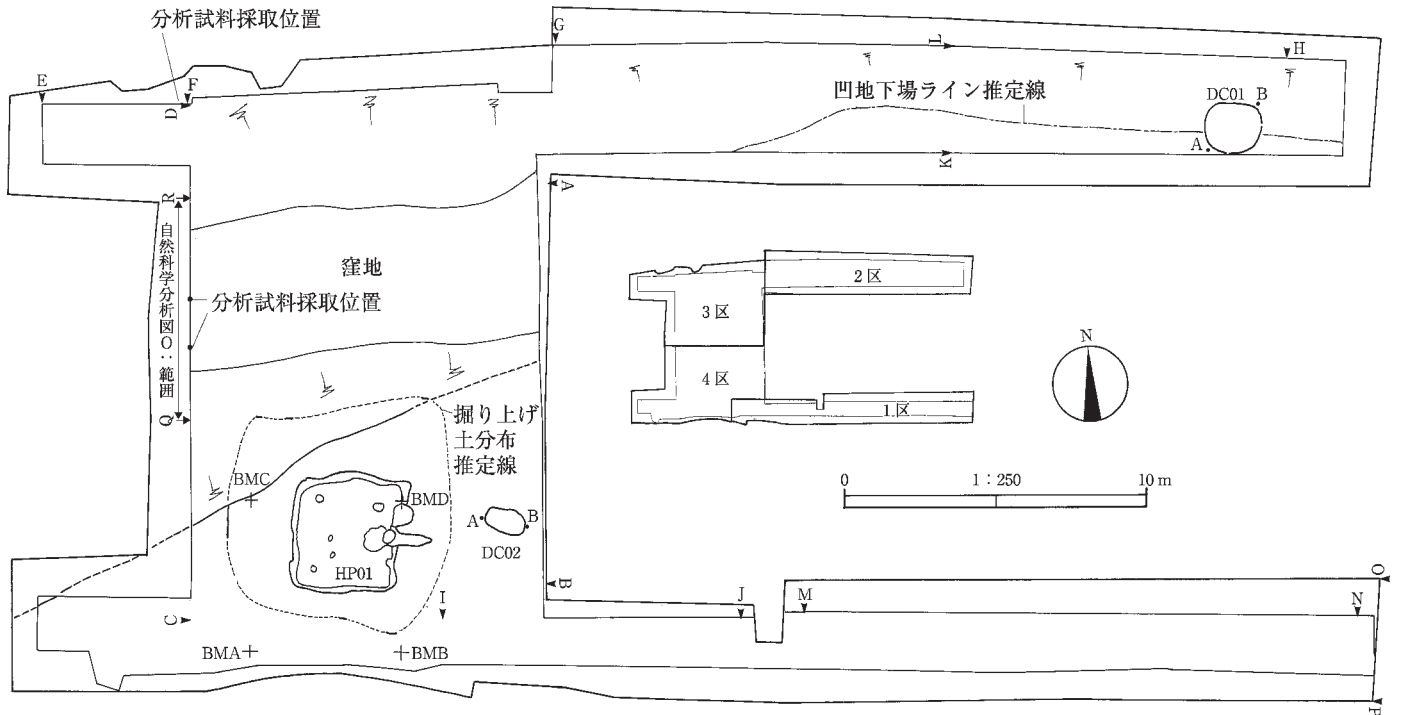 分析試料採取位置
G
L
H
E
F
D
凹地下場ライン推定線
DC01
B
A
K
R
A
自然科学分析図O：範囲
窪地
分析試料採取位置
2区
3区
N
4区
1区
Q
掘り上げ
土分布
推定線
BMC
BMD
0
1：250
10m
A
B
DC02
HP01
O
B
I
J
M
N
C
BMA
BMB
P